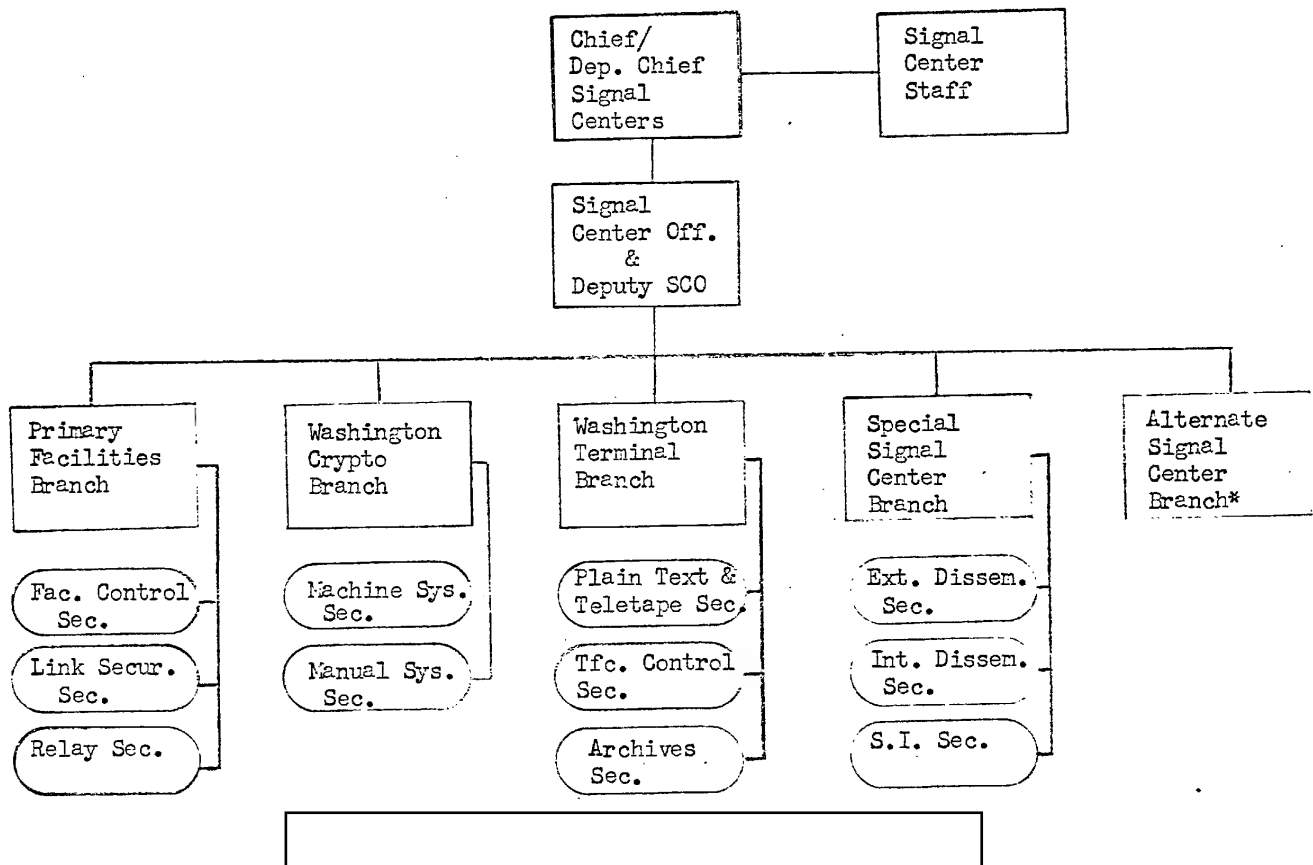 Chief/
Dep. Chief
Signal
Centers
Signal
Center
Staff
Signal
Center Off.
&
Deputy SCO
Primary
Facilities
Branch
Washington
Crypto
Branch
Washington
Terminal
Branch
Special
Signal
Center
Branch
Alternate
Signal
Center
Branch*
Fac. Control
Sec.
Link Secur.
Sec.
Relay Sec.
Machine Sys.
Sec.
Manual Sys.
Sec.
Plain Text &
Teletape Sec.
Tfc. Control
Sec.
Archives
Sec.
Ext. Dissem.
Sec.
Int. Dissem.
Sec.
S.I. Sec.